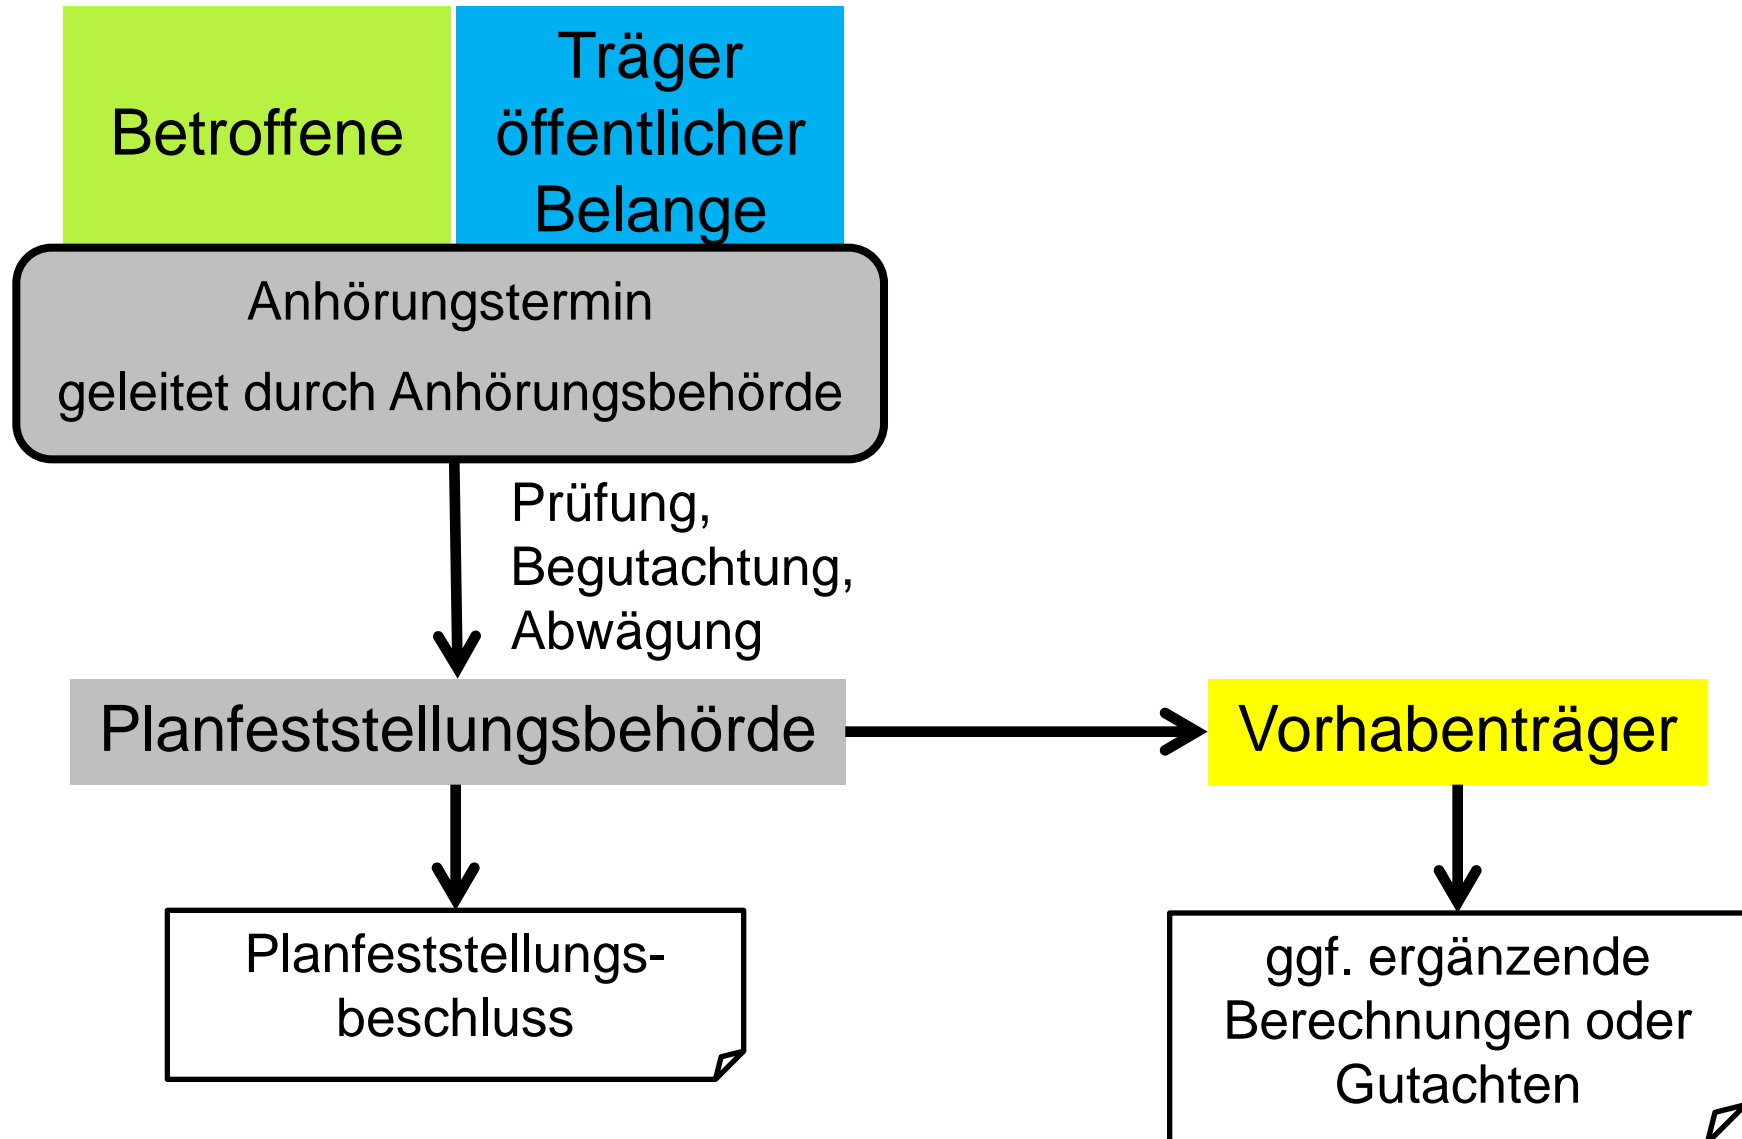 Betroffene
Träger
öffentlicher
Belange
Anhörungstermin
geleitet durch Anhörungsbehörde
Prüfung,
Begutachtung,
Abwägung
Planfeststellungsbehörde
Vorhabenträger
Planfeststellungs-
beschluss
ggf. ergänzende
Berechnungen oder
Gutachten